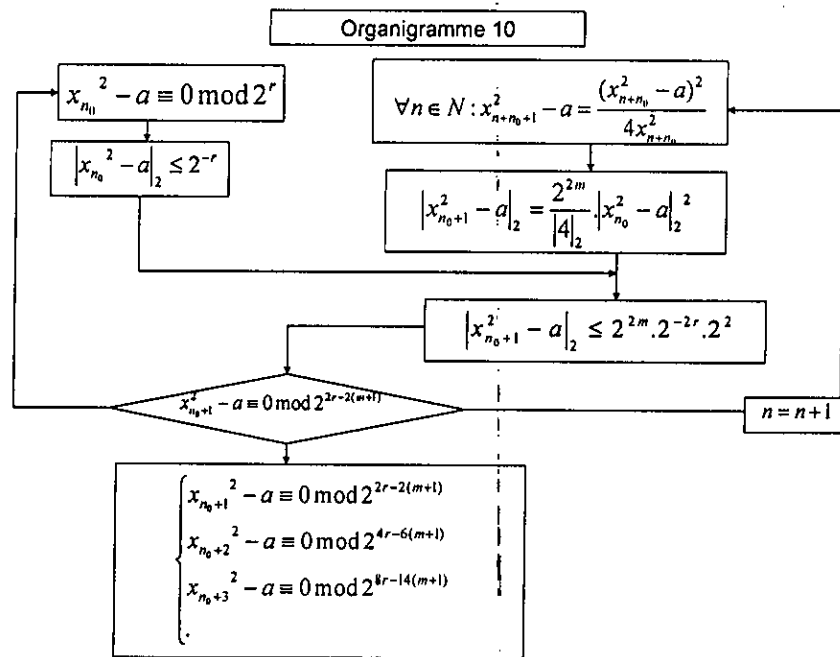 Organigramme 10
x_{n_0}^2 - a ≡ 0 mod 2^r
|x_{n_0}^2 - a|_2 ≤ 2^{-r}
∀n ∈ N : x_{n+n_0+1}^2 - a = \frac{(x_{n+n_0}^2 - a)^2}{4x_{n+n_0}^2}
|x_{n_0+1}^2 - a|_2 = \frac{2^{2m}}{|4|_2} . |x_{n_0}^2 - a|_2^2
|x_{n_0+1}^2 - a|_2 ≤ 2^{2m} . 2^{-2r} . 2^2
x_{n_0+1}^2 - a ≡ 0 mod 2^{2r-2(m+1)}
n = n+1
x_{n_0+1}^2 - a ≡ 0 mod 2^{2r-2(m+1)}
x_{n_0+2}^2 - a ≡ 0 mod 2^{4r-6(m+1)}
x_{n_0+3}^2 - a ≡ 0 mod 2^{8r-14(m+1)}
.